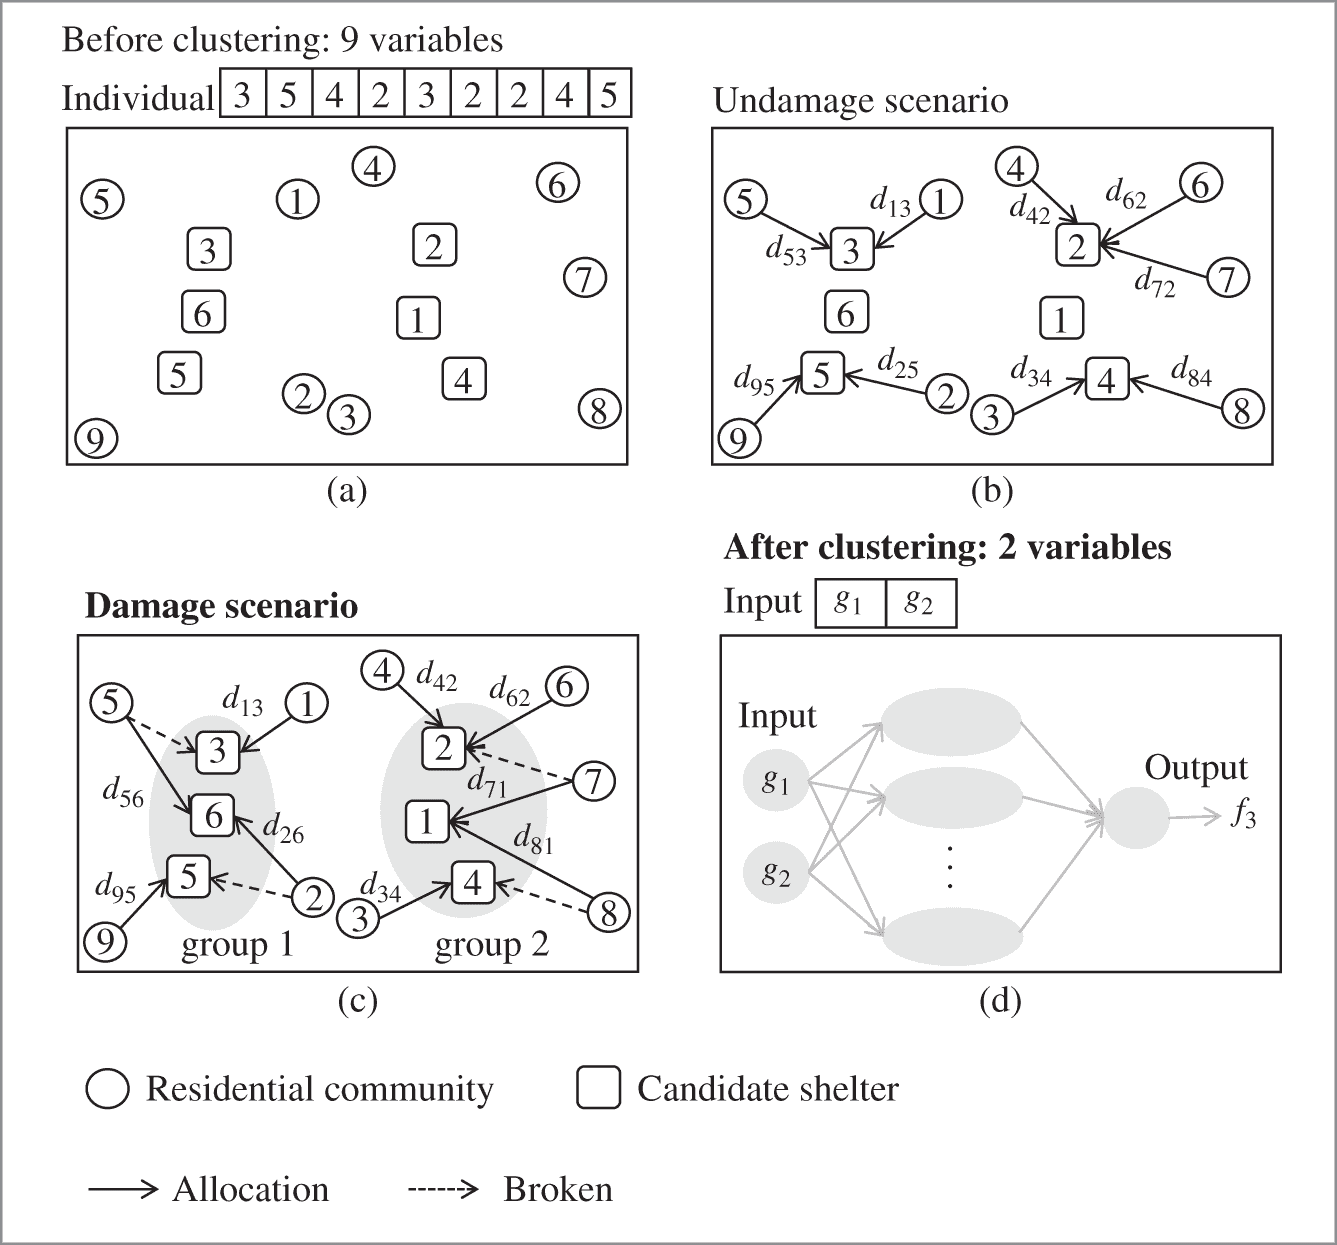 Before clustering: 9 variables
Individual 3 5 4 2 3 2 2 4 5
4
5 1 6
3 2
7
6 1
5 4
2 3 8
9
(a)
Undamage scenario
4
5 d13 1 d42 d62 6
d53 3 2
d72 7
6 1
d95 5 d25 d34 4 d84
9 2 3 8
(b)
Damage scenario
4 d42
5 d13 1 d62 6
3 2
d56 d71 7
6 d26 1 d81
d95 5 d34 4
9 2 3 8
group 1 group 2
(c)
After clustering: 2 variables
Input g1 g2
Input
g1
g2
⋮
Output
f3
(d)
Residential community
Candidate shelter
Allocation
Broken